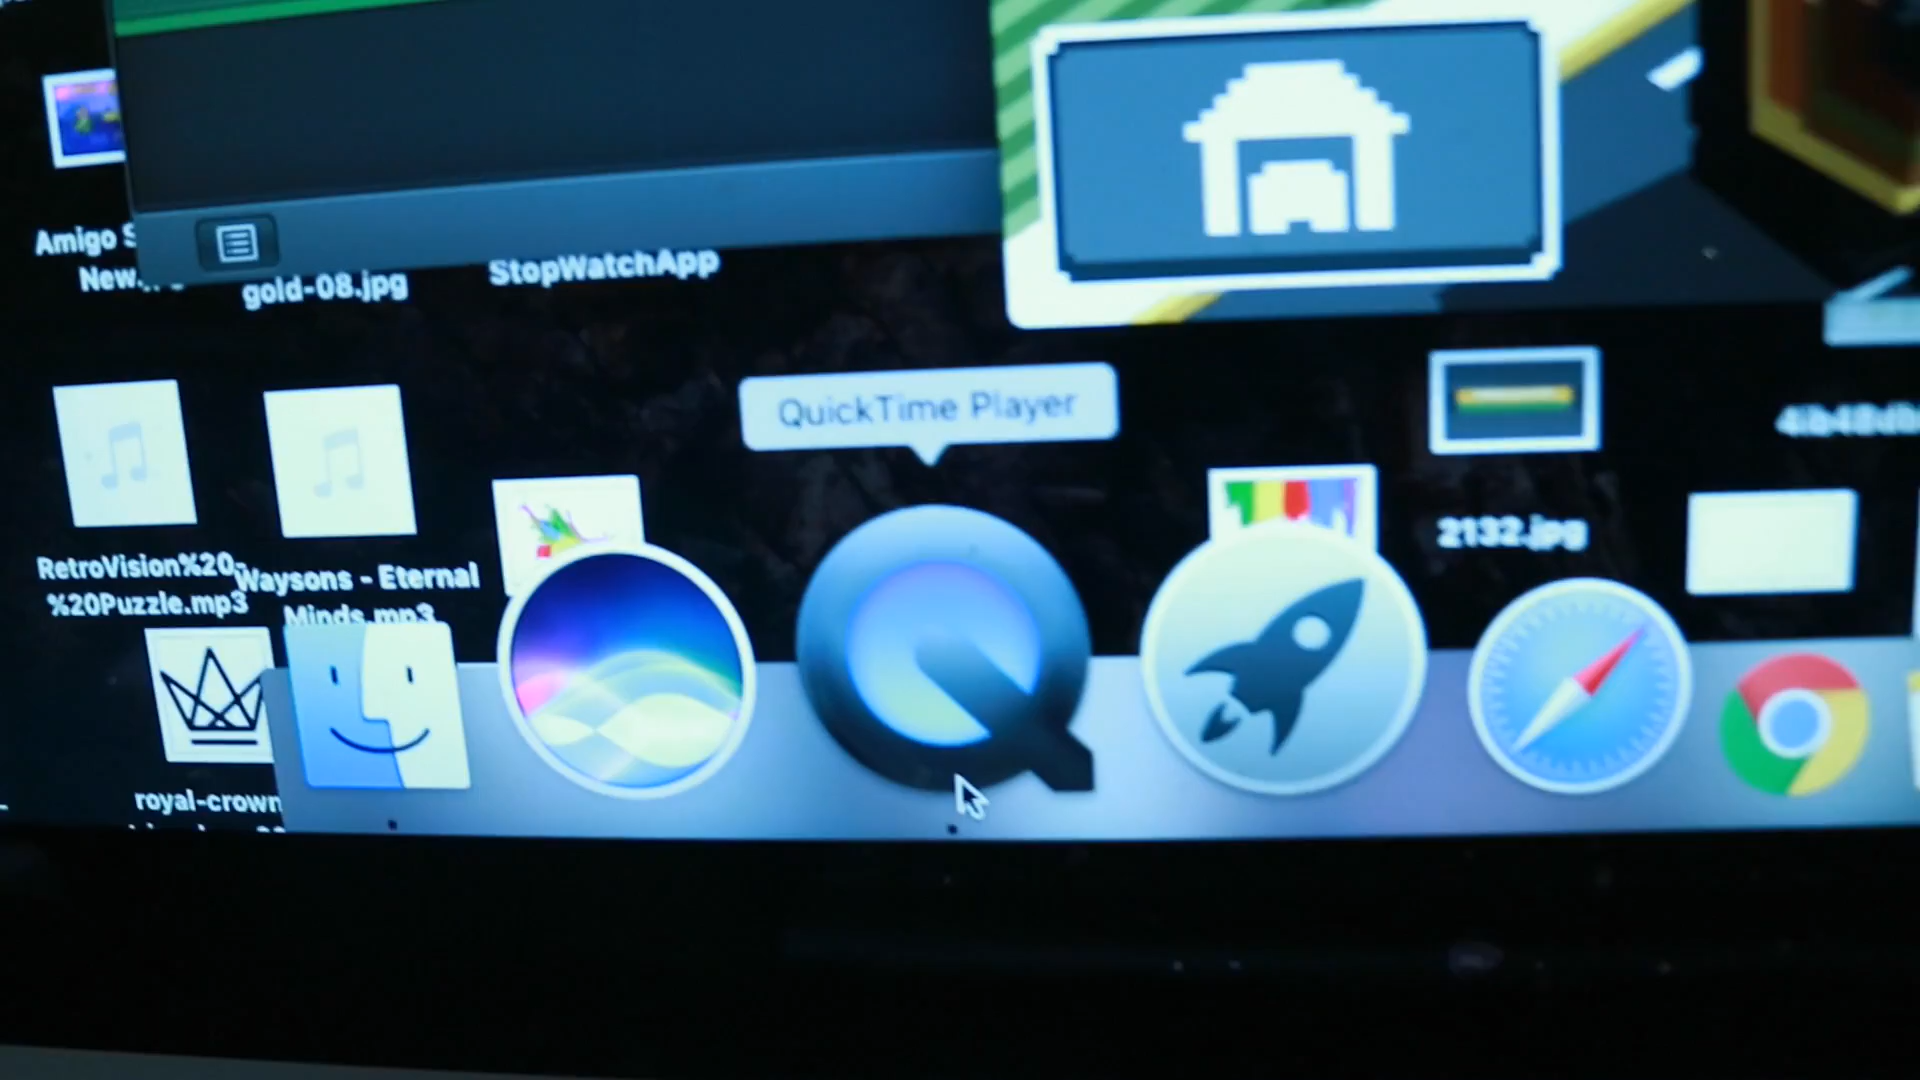 Amigo S
New.
gold-08.jpg
StopWatchApp
QuickTime Player
2132.jpg
RetroVision%20-
%20Puzzle.mp3
Waysons - Eternal
Minds.mp3
royal-crown